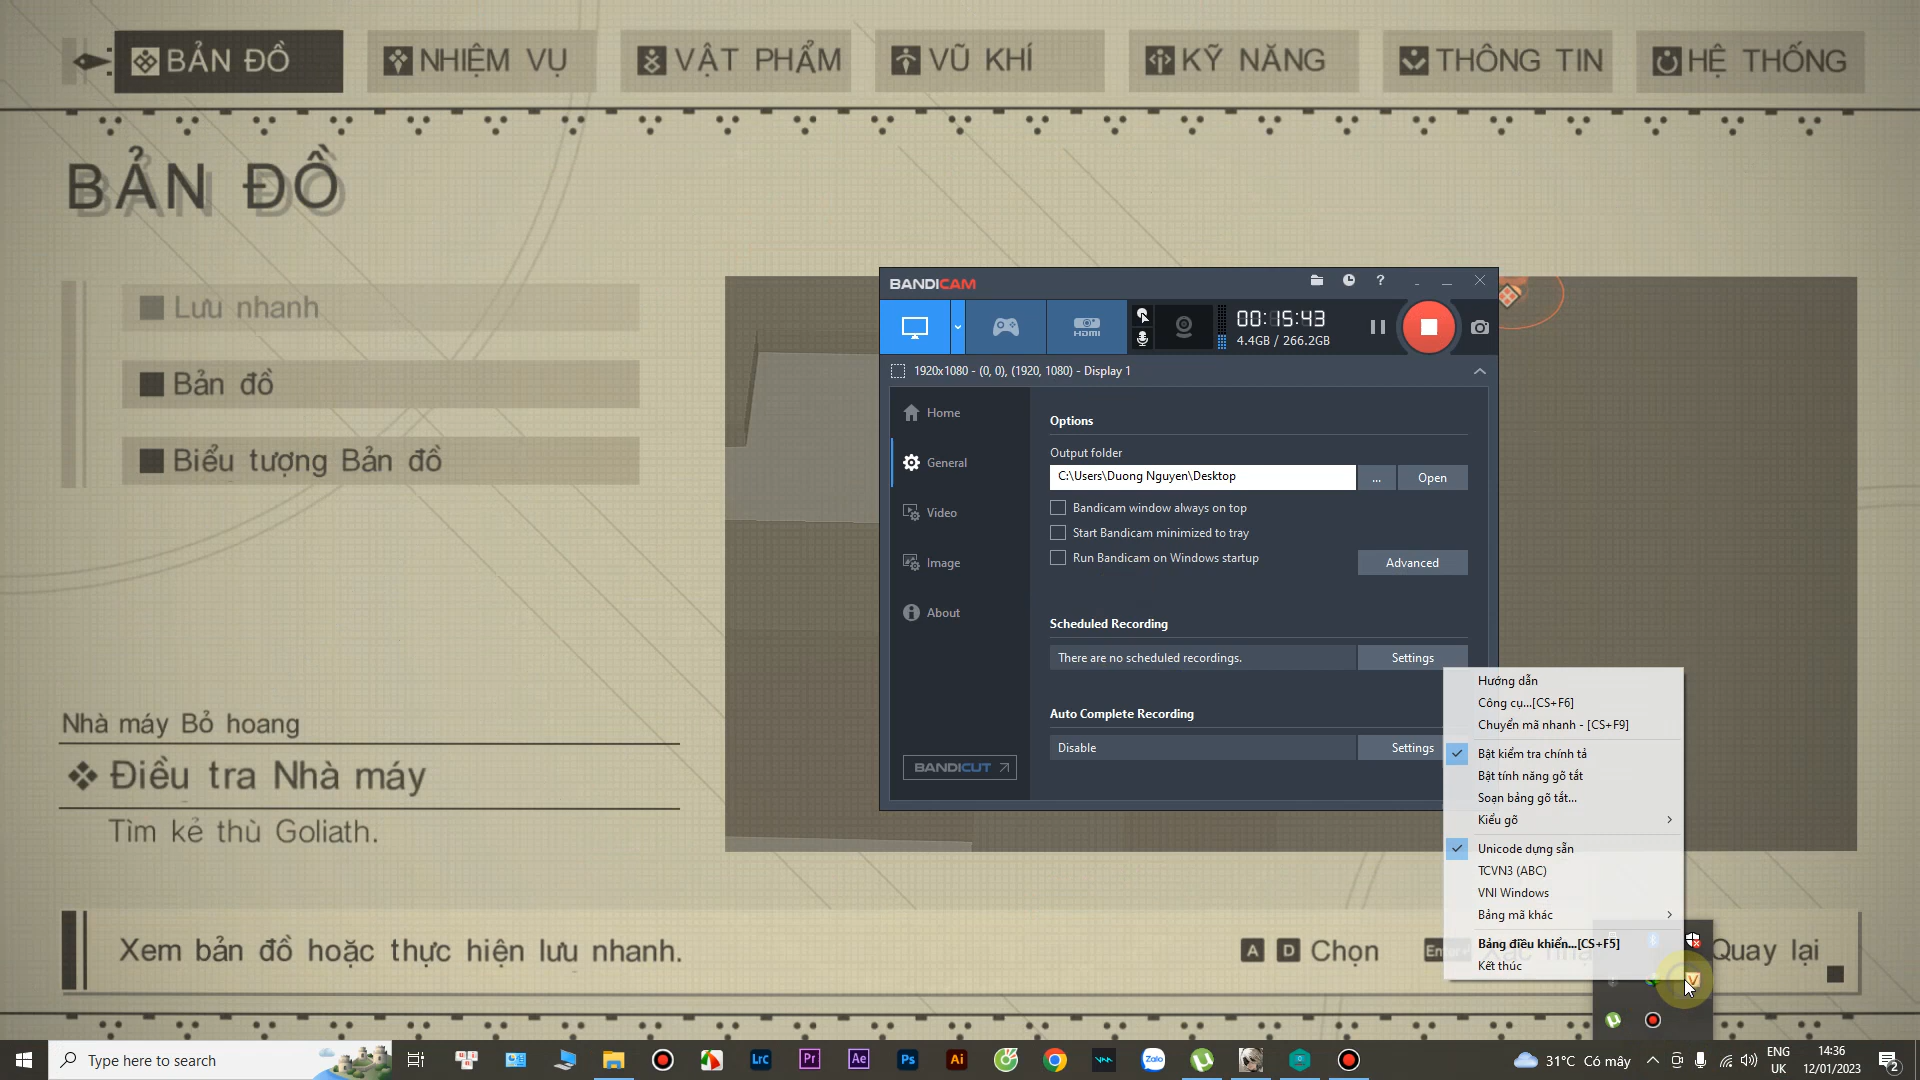 BẢN ĐỒ
NHIỆM VỤ
VẬT PHẨM
VŨ KHÍ
KỸ NĂNG
THÔNG TIN
HỆ THỐNG
BẢN ĐỒ
Lưu nhanh
Bản đồ
Biểu tượng Bản đồ
Nhà máy Bỏ hoang
Điều tra Nhà máy
Tìm kẻ thù Goliath.
Xem bản đồ hoặc thực hiện lưu nhanh.
A D Chọn
Quay lại
BANDICAM
?
HDMI
00:15:43
4.4GB / 266.2GB
1920x1080 - (0, 0), (1920, 1080) - Display 1
Home
General
Video
Image
About
BANDICUT
Options
Output folder
C:\Users\Duong Nguyen\Desktop
...
Open
Bandicam window always on top
Start Bandicam minimized to tray
Run Bandicam on Windows startup
Advanced
Scheduled Recording
There are no scheduled recordings.
Settings
Auto Complete Recording
Disable
Settings
Hướng dẫn
Công cụ...[CS+F6]
Chuyển mã nhanh - [CS+F9]
Bật kiểm tra chính tả
Bật tính năng gõ tắt
Soạn bảng gõ tắt...
Kiểu gõ
Unicode dựng sẵn
TCVN3 (ABC)
VNI Windows
Bảng mã khác
Bảng điều khiển...[CS+F5]
Kết thúc
Type here to search
Lrc
Pr
Ae
Ps
Ai
Zalo
31°C Có mây
ENG
UK
14:36
12/01/2023
2